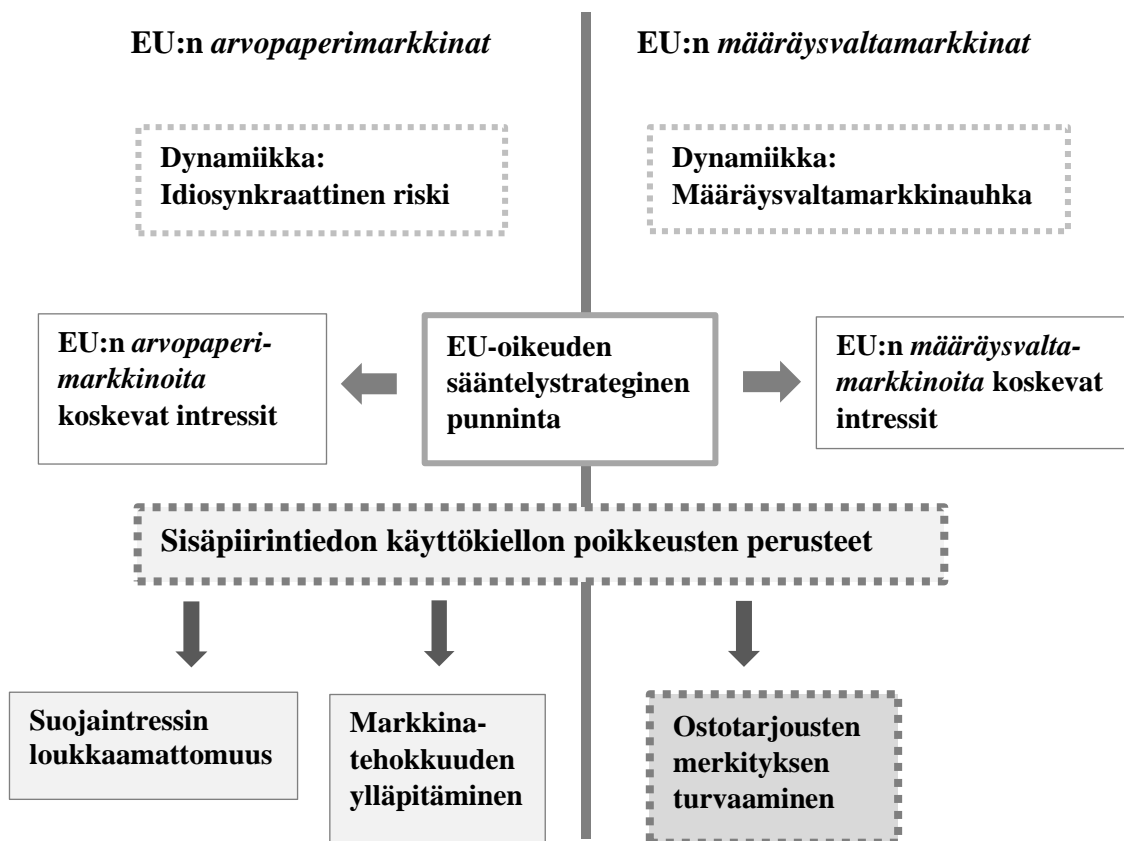 EU:n arvopaperimarkkinat
EU:n määräysvaltamarkkinat
Dynamiikka:
Idiosynkraattinen riski
Dynamiikka:
Määräysvaltamarkkinauhka
EU:n arvopaperi-
markkinoita
koskevat intressit
EU-oikeuden
sääntelystrateginen
punninta
EU:n määräysvalta-
markkinoita koskevat
intressit
Sisäpiirintiedon käyttökiellon poikkeusten perusteet
Suojaintressin
loukkaamattomuus
Markkina-
tehokkuuden
ylläpitäminen
Ostotarjousten
merkityksen
turvaaminen